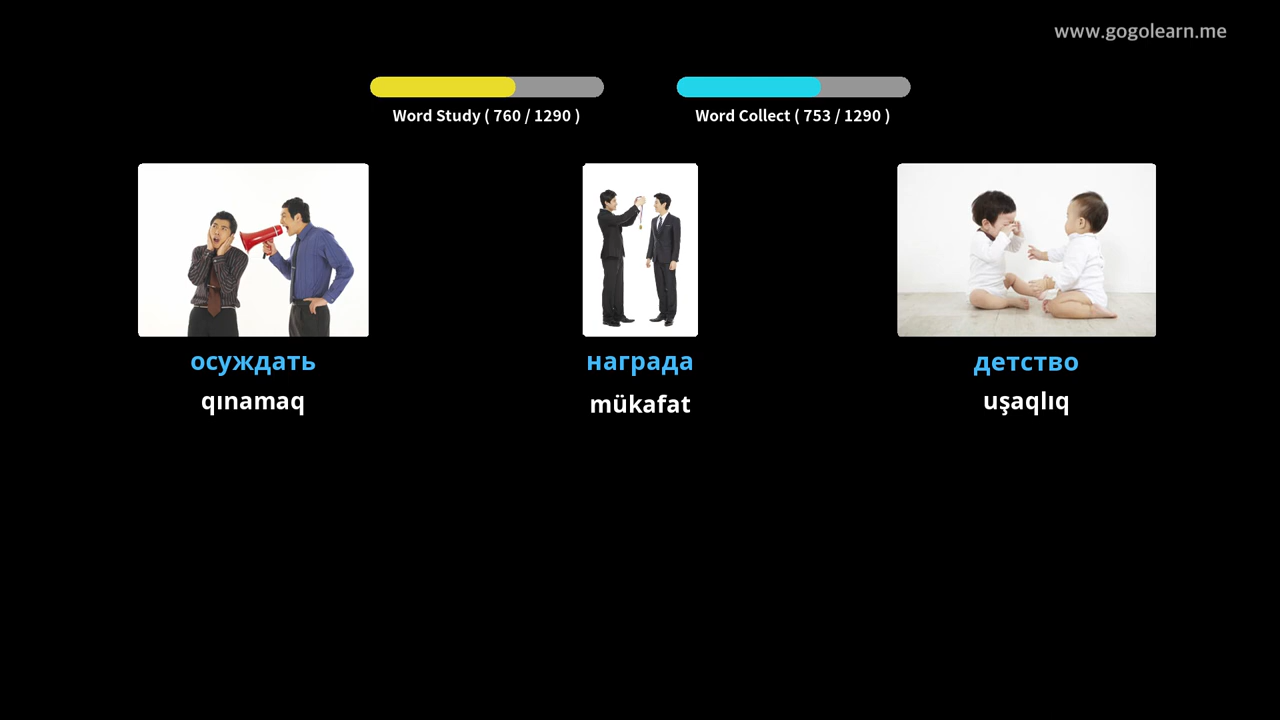 www.gogolearn.me
Word Study ( 760 / 1290 )
Word Collect ( 753 / 1290 )
осуждать
qınamaq
награда
mükafat
детство
uşaqlıq